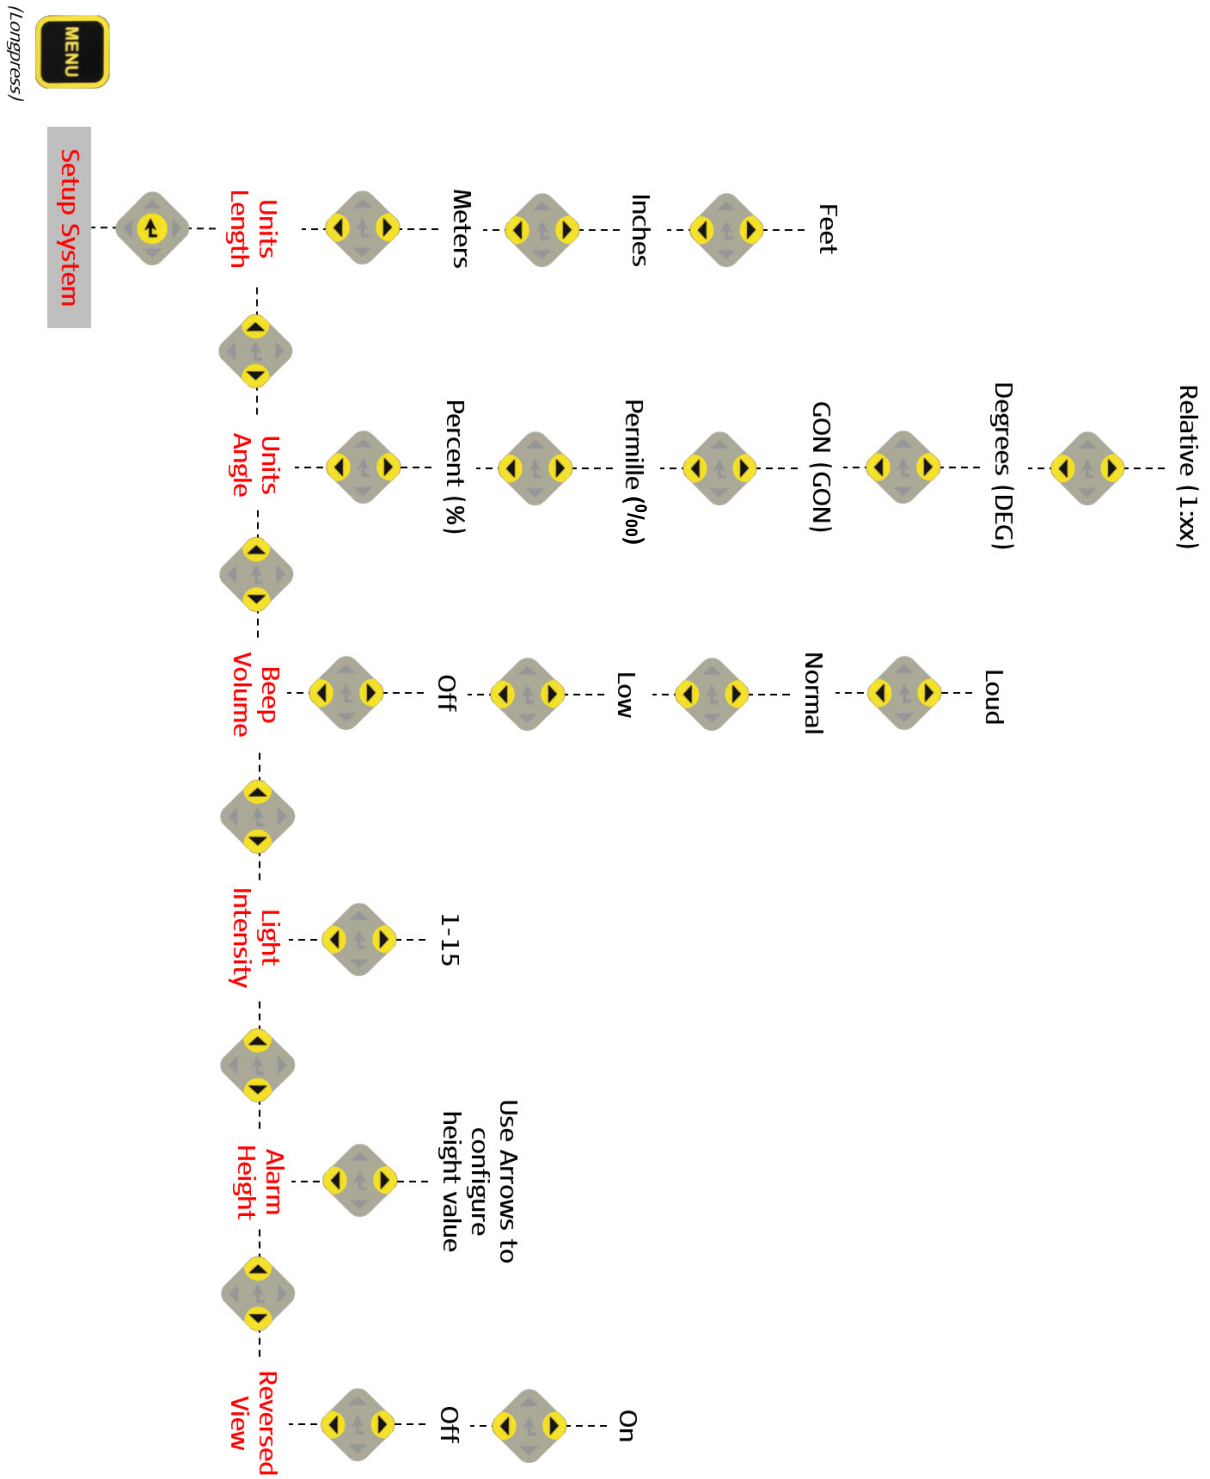 MENU
(Longpress)
Setup System
Units
Length
Meters
Inches
Feet
Units
Angle
Percent (%)
Permille (‰)
GON (GON)
Degrees (DEG)
Relative (1:xx)
Beep
Volume
Off
Low
Normal
Loud
Light
Intensity
1-15
Alarm
Height
Use Arrows to
configure
height value
Reversed
View
Off
On